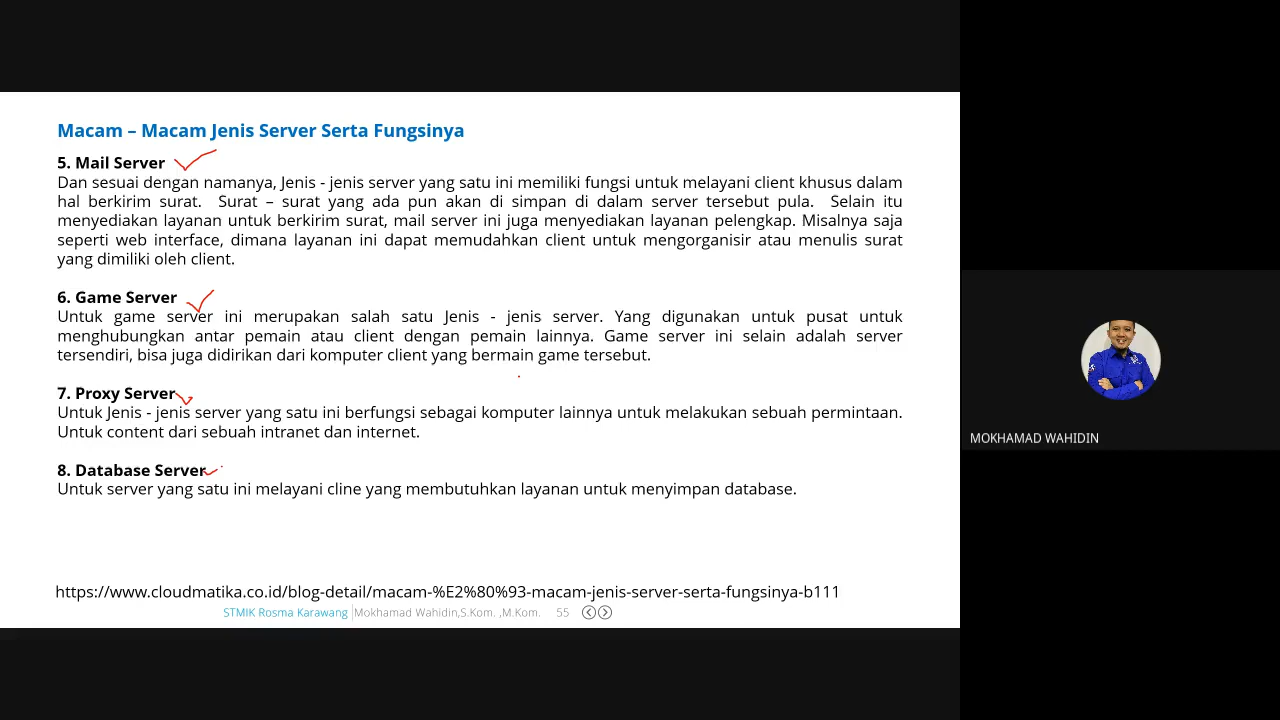 Macam – Macam Jenis Server Serta Fungsinya
5. Mail Server
Dan sesuai dengan namanya, Jenis - jenis server yang satu ini memiliki fungsi untuk melayani client khusus dalam
hal berkirim surat. Surat – surat yang ada pun akan di simpan di dalam server tersebut pula. Selain itu
menyediakan layanan untuk berkirim surat, mail server ini juga menyediakan layanan pelengkap. Misalnya saja
seperti web interface, dimana layanan ini dapat memudahkan client untuk mengorganisir atau menulis surat
yang dimiliki oleh client.
6. Game Server
Untuk game server ini merupakan salah satu Jenis - jenis server. Yang digunakan untuk pusat untuk
menghubungkan antar pemain atau client dengan pemain lainnya. Game server ini selain adalah server
tersendiri, bisa juga didirikan dari komputer client yang bermain game tersebut.
7. Proxy Server
Untuk Jenis - jenis server yang satu ini berfungsi sebagai komputer lainnya untuk melakukan sebuah permintaan.
Untuk content dari sebuah intranet dan internet.
8. Database Server
Untuk server yang satu ini melayani cline yang membutuhkan layanan untuk menyimpan database.
https://www.cloudmatika.co.id/blog-detail/macam-%E2%80%93-macam-jenis-server-serta-fungsinya-b111
STMIK Rosma Karawang Mokhamad Wahidin,S.Kom. ,M.Kom. 55
MOKHAMAD WAHIDIN